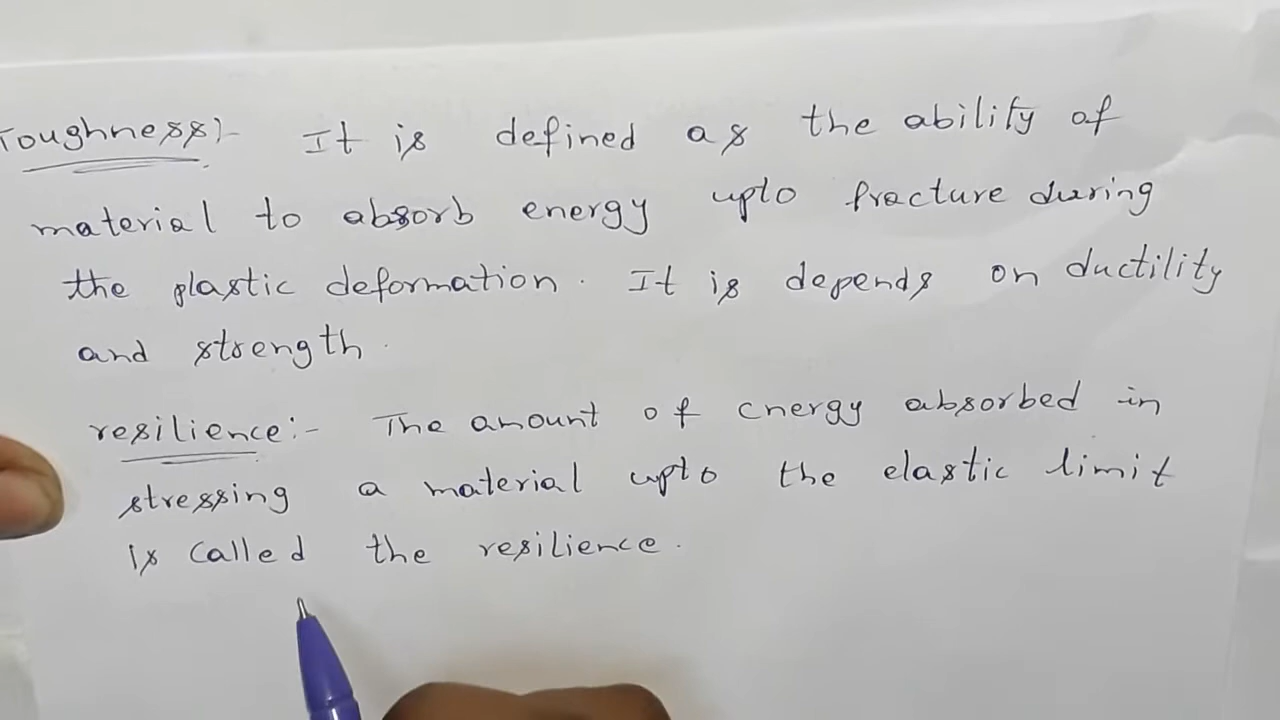 Toughness:- It is defined as the ability of
material to absorb energy upto fracture during
the plastic deformation. It is depends on ductility
and strength.
resilience:- The amount of energy absorbed in
stressing a material upto the elastic limit
is called the resilience.